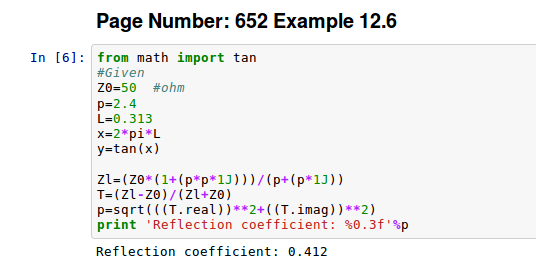 Page Number: 652 Example 12.6
In [6]: from math import tan
#Given
Z0=50  #ohm
p=2.4
L=0.313
x=2*pi*L
y=tan(x)
Zl=(Z0*(1+(p*p*1J)))/(p+(p*1J))
T=(Zl-Z0)/(Zl+Z0)
p=sqrt(((T.real))**2+((T.imag))**2)
print 'Reflection coefficient: %0.3f'%p
Reflection coefficient: 0.412